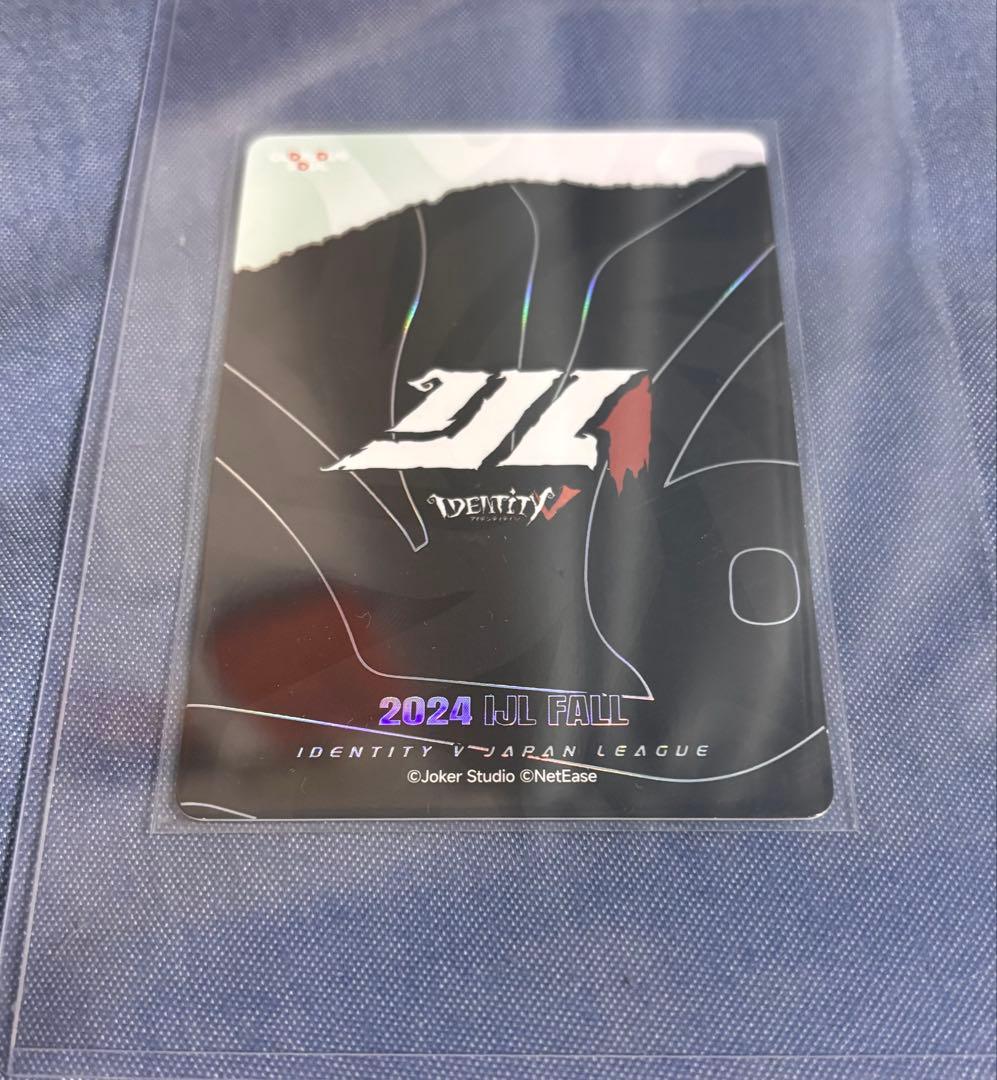 IJL
IDENTITY V
アイデンティティV
2024 IJL FALL
IDENTITY V JAPAN LEAGUE
©Joker Studio ©NetEase